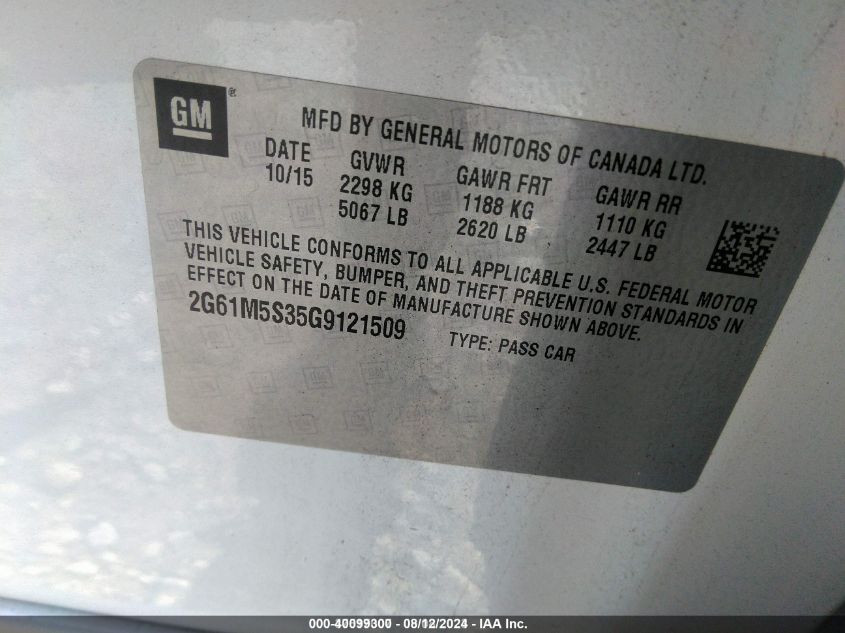 GM®
MFD BY GENERAL MOTORS OF CANADA LTD.
DATE GVWR GAWR FRT GAWR RR
10/15 2298 KG 1188 KG 1110 KG
5067 LB 2620 LB 2447 LB
THIS VEHICLE CONFORMS TO ALL APPLICABLE U.S. FEDERAL MOTOR
VEHICLE SAFETY, BUMPER, AND THEFT PREVENTION STANDARDS IN
EFFECT ON THE DATE OF MANUFACTURE SHOWN ABOVE.
2G61M5S35G9121509 TYPE: PASS CAR
000-40099300 - 08/12/2024 - IAA Inc.